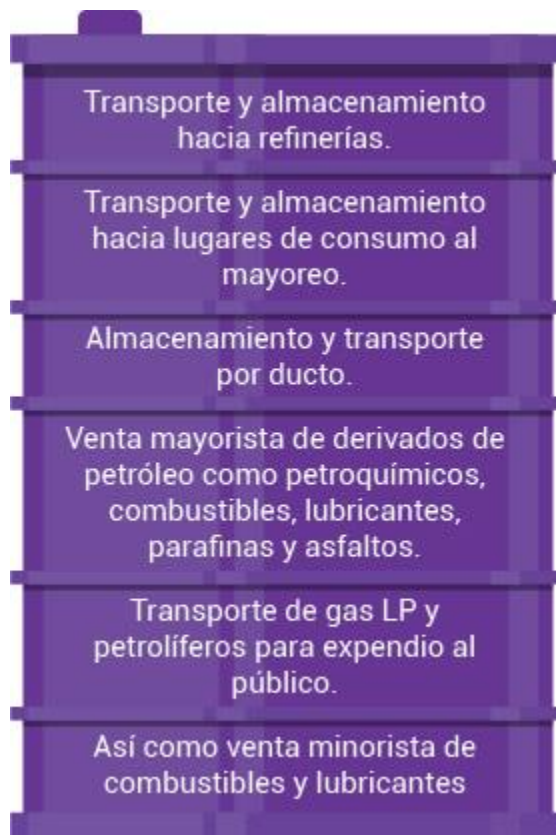 Transporte y almacenamiento
hacia refinerías.
Transporte y almacenamiento
hacia lugares de consumo al
mayoreo.
Almacenamiento y transporte
por ducto.
Venta mayorista de derivados de
petróleo como petroquímicos,
combustibles, lubricantes,
parafinas y asfaltos.
Transporte de gas LP y
petrolíferos para expendio al
público.
Así como venta minorista de
combustibles y lubricantes